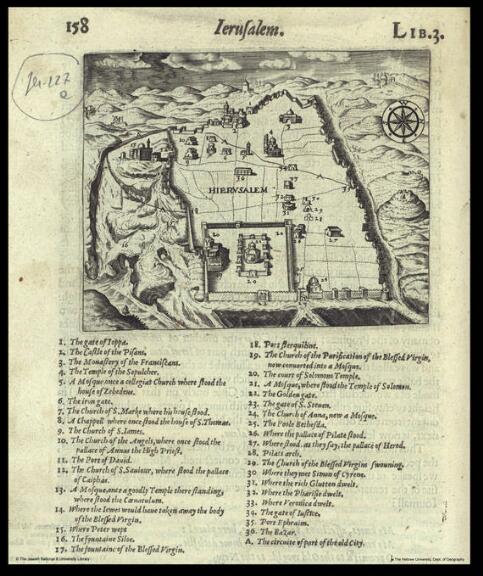 158 Ierusalem. LIB. 3.
Jer-127
HIERVSALEM
1. The gate of Ioppa.
2. The Castle of the Pisans.
3. The Monastery of the Franciscans.
4. The Temple of the Sepulcher.
5. A Mosque, once a collegiat Church where stood the
house of Zebedeus.
6. The iron gate.
7. The Church of S. Marke where his house stood.
8. A Chappell where once stood the house of S. Thomas.
9. The Church of S. Iames.
10. The Church of the Angels, where once stood the
pallace of Annas the High Priest.
11. The Port of Dauid.
12. The Church of S. Sauiour, where stood the pallace
of Caiphas.
13. A Mosque, once a goodly Temple there standing,
where stood the Cœnaculum.
14. Where the Iewes would haue taken away the body
of the Blessed Virgin.
15. Where Peter wept
16. The fountaine Siloe.
17. The fountaine of the Blessed Virgin.
18. Port Sterquiline.
19. The Church of the Purification of the Blessed Virgin,
now conuerted into a Mosque.
20. The court of Solomons Temple.
21. A Mosque, where stood the Temple of Solomon.
22. The Golden gate.
23. The gate of S. Steuen.
24. The Church of Anna, now a Mosque.
25. The Poole Bethesda.
26. Where the pallace of Pilate stood.
27. Where stood, as they say, the pallace of Herod.
28. Pilats arch.
29. The Church of the Blessed Virgins swouning.
30. Where they met Simon of Cyrene.
31. Where the rich Glutton dwelt.
32. Where the Pharisie dwelt.
33. Where Veronica dwelt.
34. The gate of Iustice.
35. Port Ephraim.
36. The Bazar.
A. The circuite of part of the old City.
© The Jewish National & University Library
© The Hebrew University, Dept. of Geography